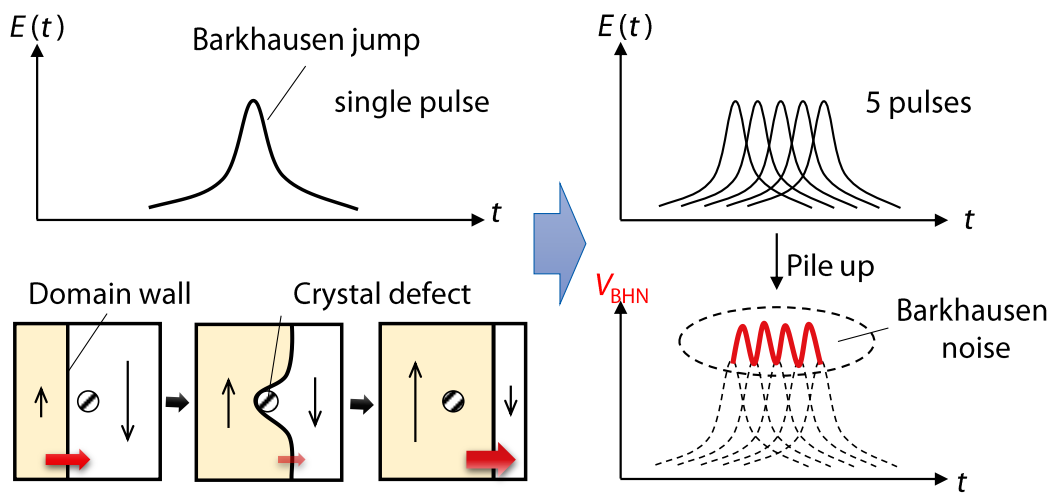 E(t)
Barkhausen jump
single pulse
t
Domain wall
Crystal defect
E(t)
5 pulses
t
Pile up
V_BHN
Barkhausen
noise
t